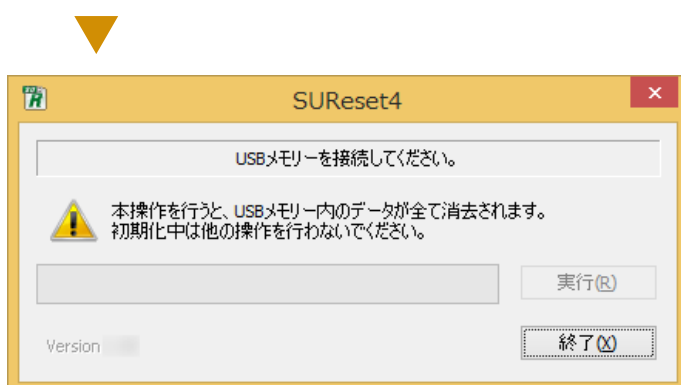 SUReset4
USBメモリーを接続してください。
本操作を行うと、USBメモリー内のデータが全て消去されます。
初期化中は他の操作を行わないでください。
実行(R)
Version
終了(X)